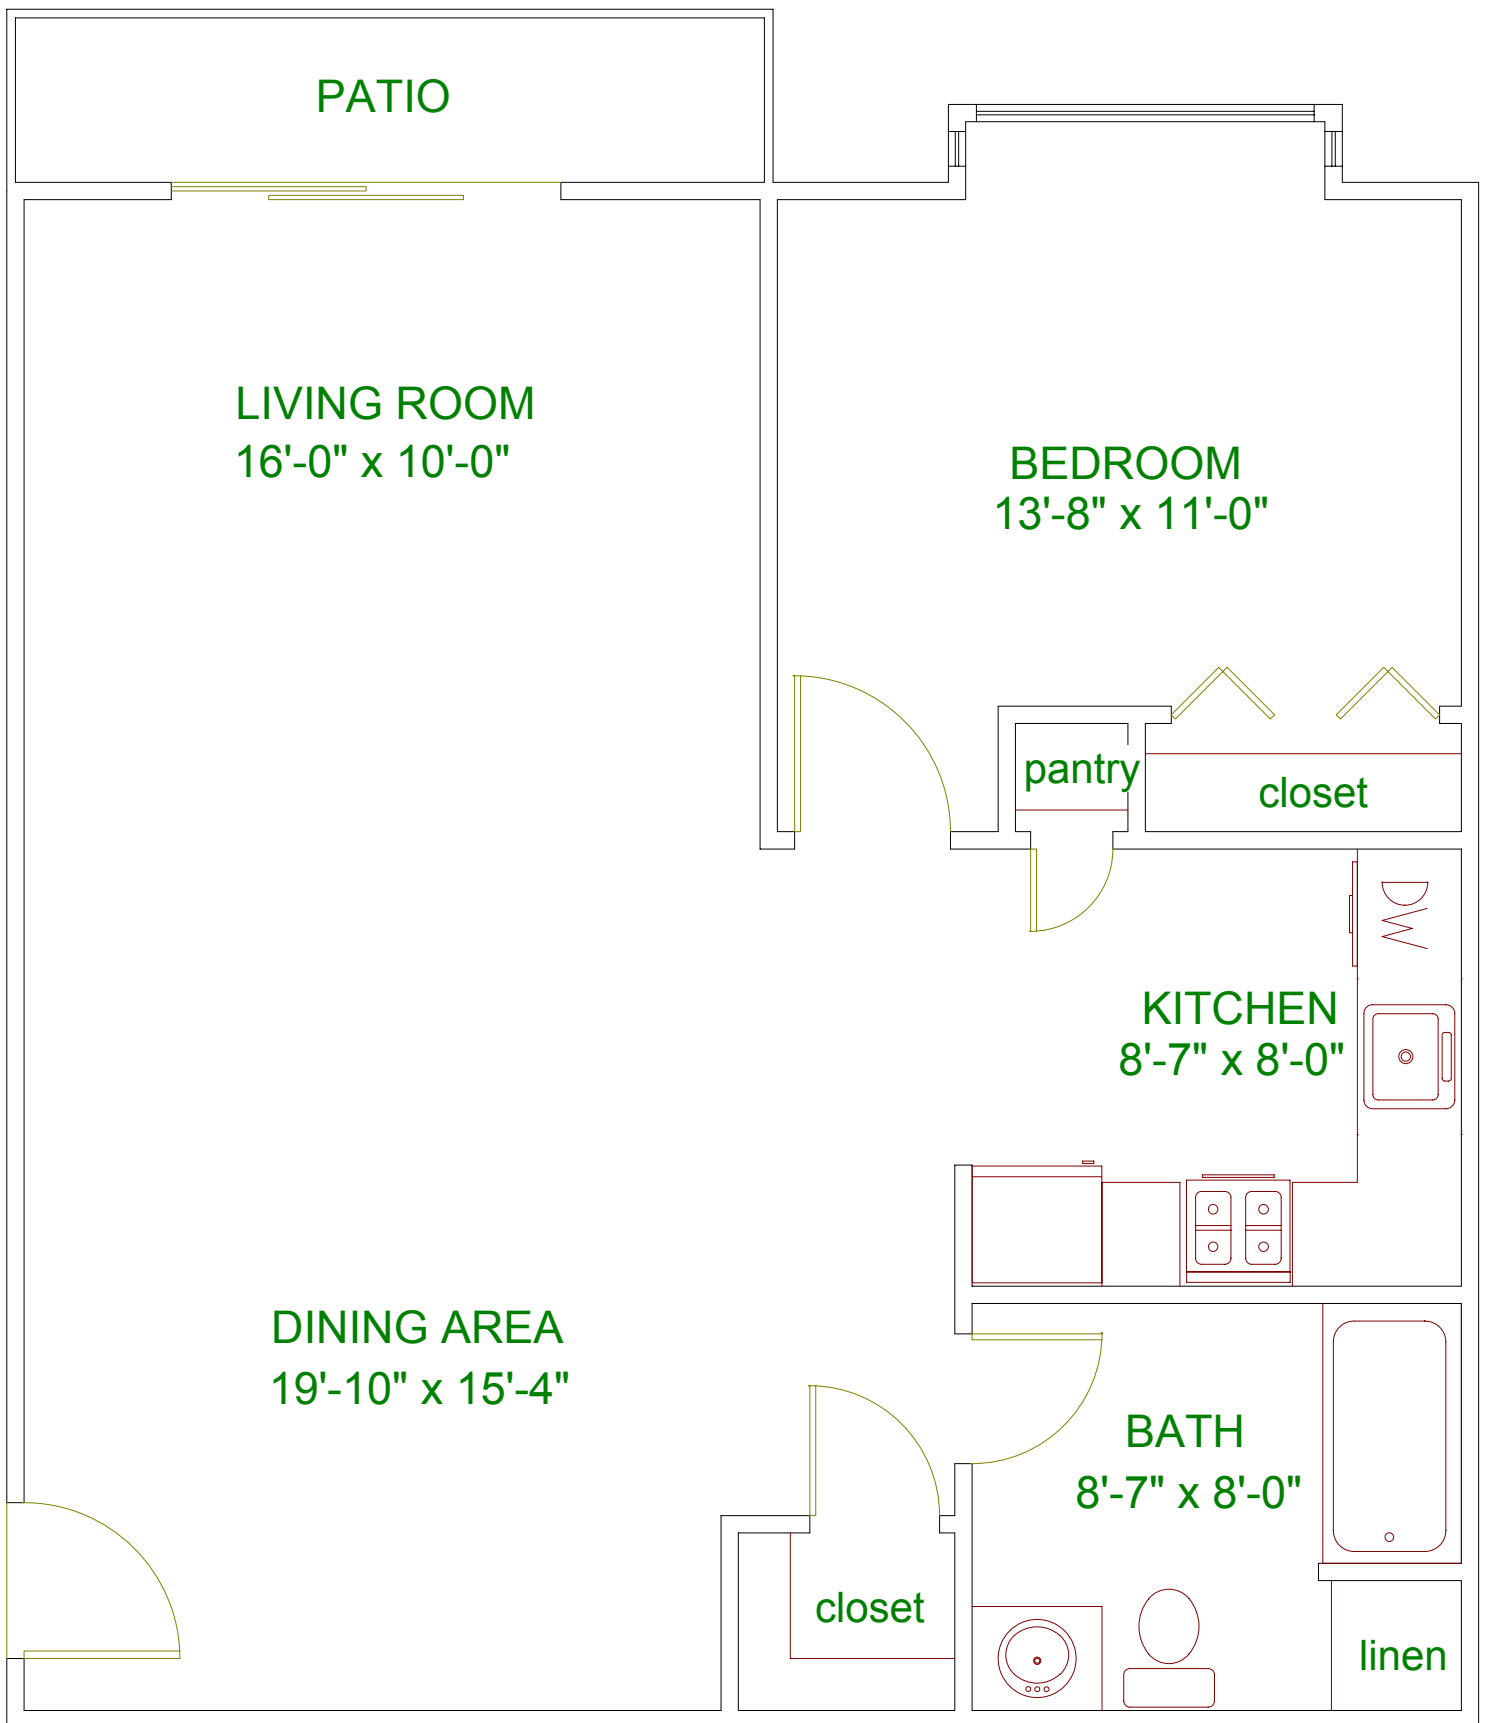 PATIO
LIVING ROOM
16'-0" x 10'-0"
BEDROOM
13'-8" x 11'-0"
pantry
closet
DW
KITCHEN
8'-7" x 8'-0"
DINING AREA
19'-10" x 15'-4"
BATH
8'-7" x 8'-0"
closet
linen